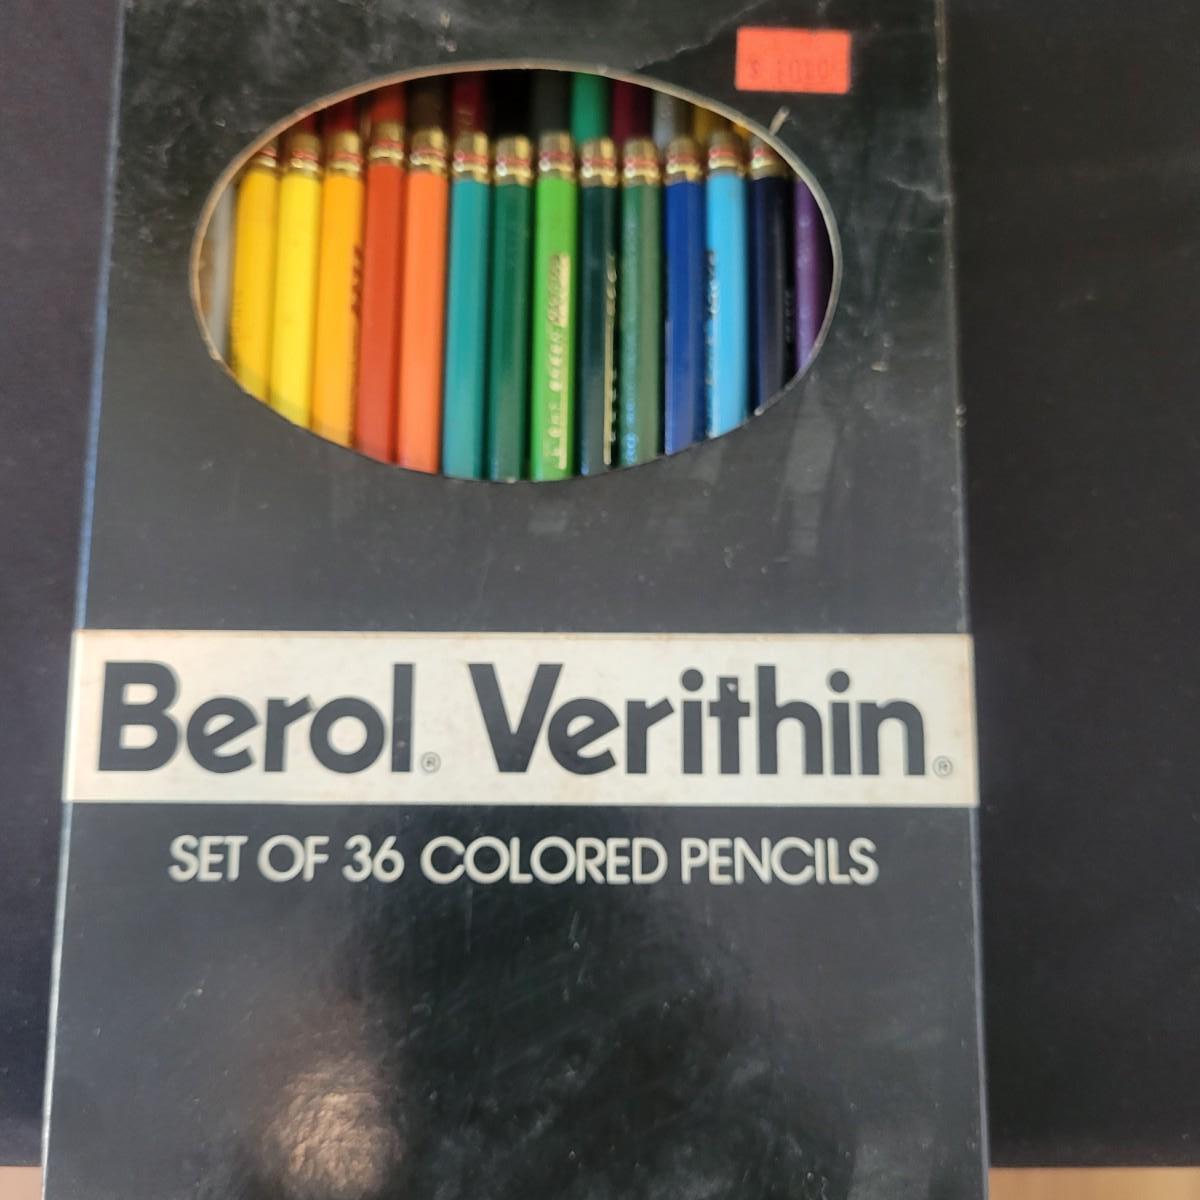 Berol® Verithin®
SET OF 36 COLORED PENCILS